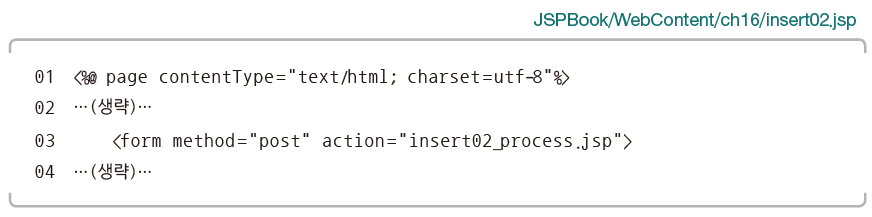 JSPBook/WebContent/ch16/insert02.jsp
01 <%@ page contentType="text/html; charset=utf-8"%>
02 …(생략)…
03 <form method="post" action="insert02_process.jsp">
04 …(생략)…